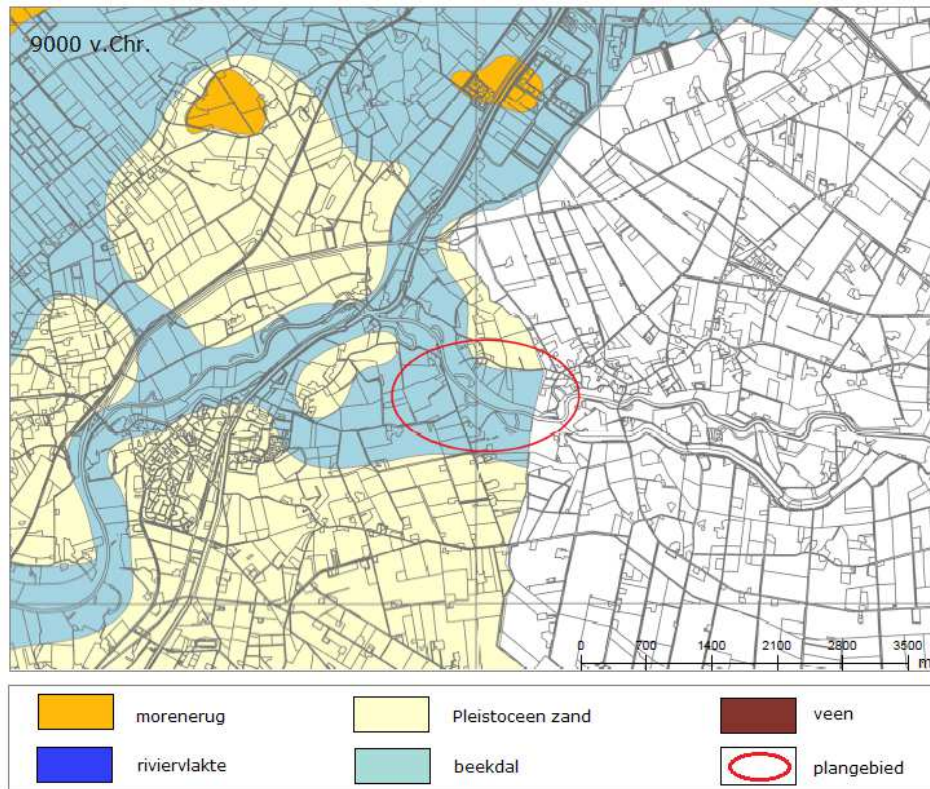 9000 v.Chr.
0 700 1400 2100 2800 3500
m
morenerug Pleistoceen zand veen
riviervlakte beekdal plangebied